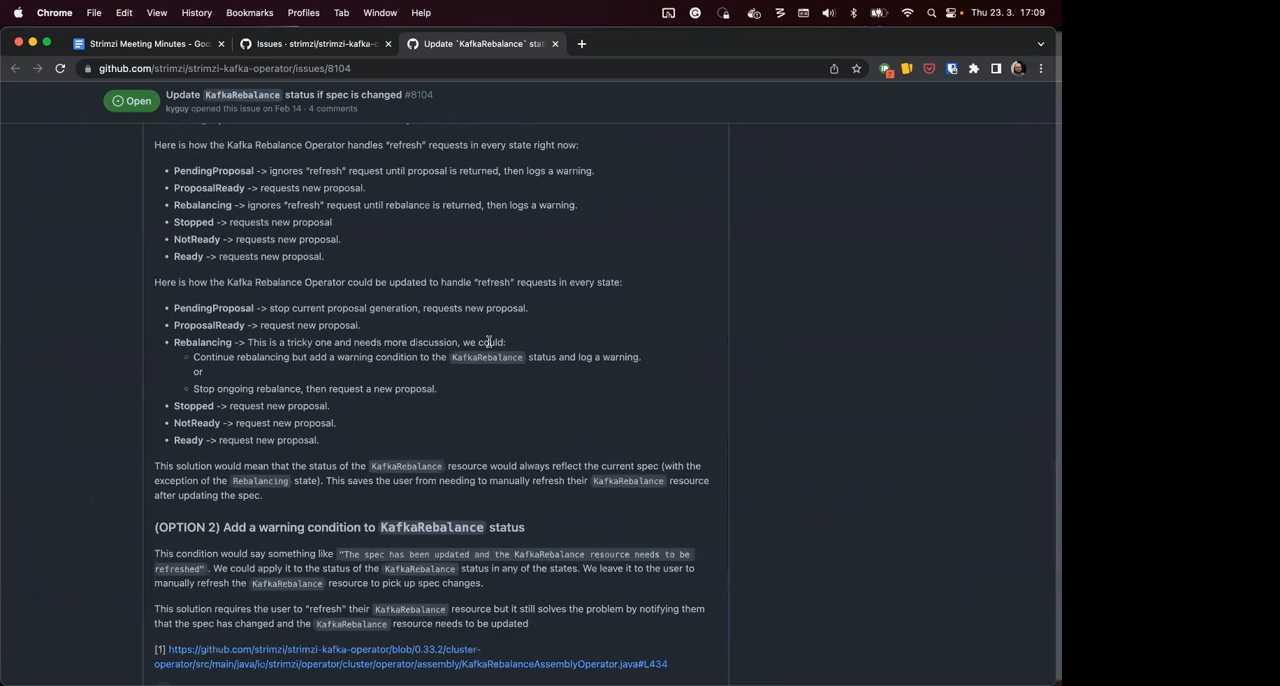 Chrome File Edit View History Bookmarks Profiles Tab Window Help Thu 23. 3. 17:09
Strimzi Meeting Minutes - Goo
Issues · strimzi/strimzi-kafka-o
Update `KafkaRebalance` stat
github.com/strimzi/strimzi-kafka-operator/issues/8104
7
Open
Update KafkaRebalance status if spec is changed #8104
kyguy opened this issue on Feb 14 · 4 comments
Here is how the Kafka Rebalance Operator handles “refresh” requests in every state right now:
• PendingProposal -> ignores “refresh” request until proposal is returned, then logs a warning.
• ProposalReady -> requests new proposal.
• Rebalancing -> ignores “refresh” request until rebalance is returned, then logs a warning.
• Stopped -> requests new proposal
• NotReady -> requests new proposal.
• Ready -> requests new proposal.
Here is how the Kafka Rebalance Operator could be updated to handle “refresh” requests in every state:
• PendingProposal -> stop current proposal generation, requests new proposal.
• ProposalReady -> request new proposal.
• Rebalancing -> This is a tricky one and needs more discussion, we could:
◦ Continue rebalancing but add a warning condition to the KafkaRebalance status and log a warning.
or
◦ Stop ongoing rebalance, then request a new proposal.
• Stopped -> request new proposal.
• NotReady -> request new proposal.
• Ready -> request new proposal.
This solution would mean that the status of the KafkaRebalance resource would always reflect the current spec (with the
exception of the Rebalancing state). This saves the user from needing to manually refresh their KafkaRebalance resource
after updating the spec.
(OPTION 2) Add a warning condition to KafkaRebalance status
This condition would say something like "The spec has been updated and the KafkaRebalance resource needs to be
refreshed". We could apply it to the status of the KafkaRebalance status in any of the states. We leave it to the user to
manually refresh the KafkaRebalance resource to pick up spec changes.
This solution requires the user to "refresh" their KafkaRebalance resource but it still solves the problem by notifying them
that the spec has changed and the KafkaRebalance resource needs to be updated
[1] https://github.com/strimzi/strimzi-kafka-operator/blob/0.33.2/cluster-
operator/src/main/java/io/strimzi/operator/cluster/operator/assembly/KafkaRebalanceAssemblyOperator.java#L434